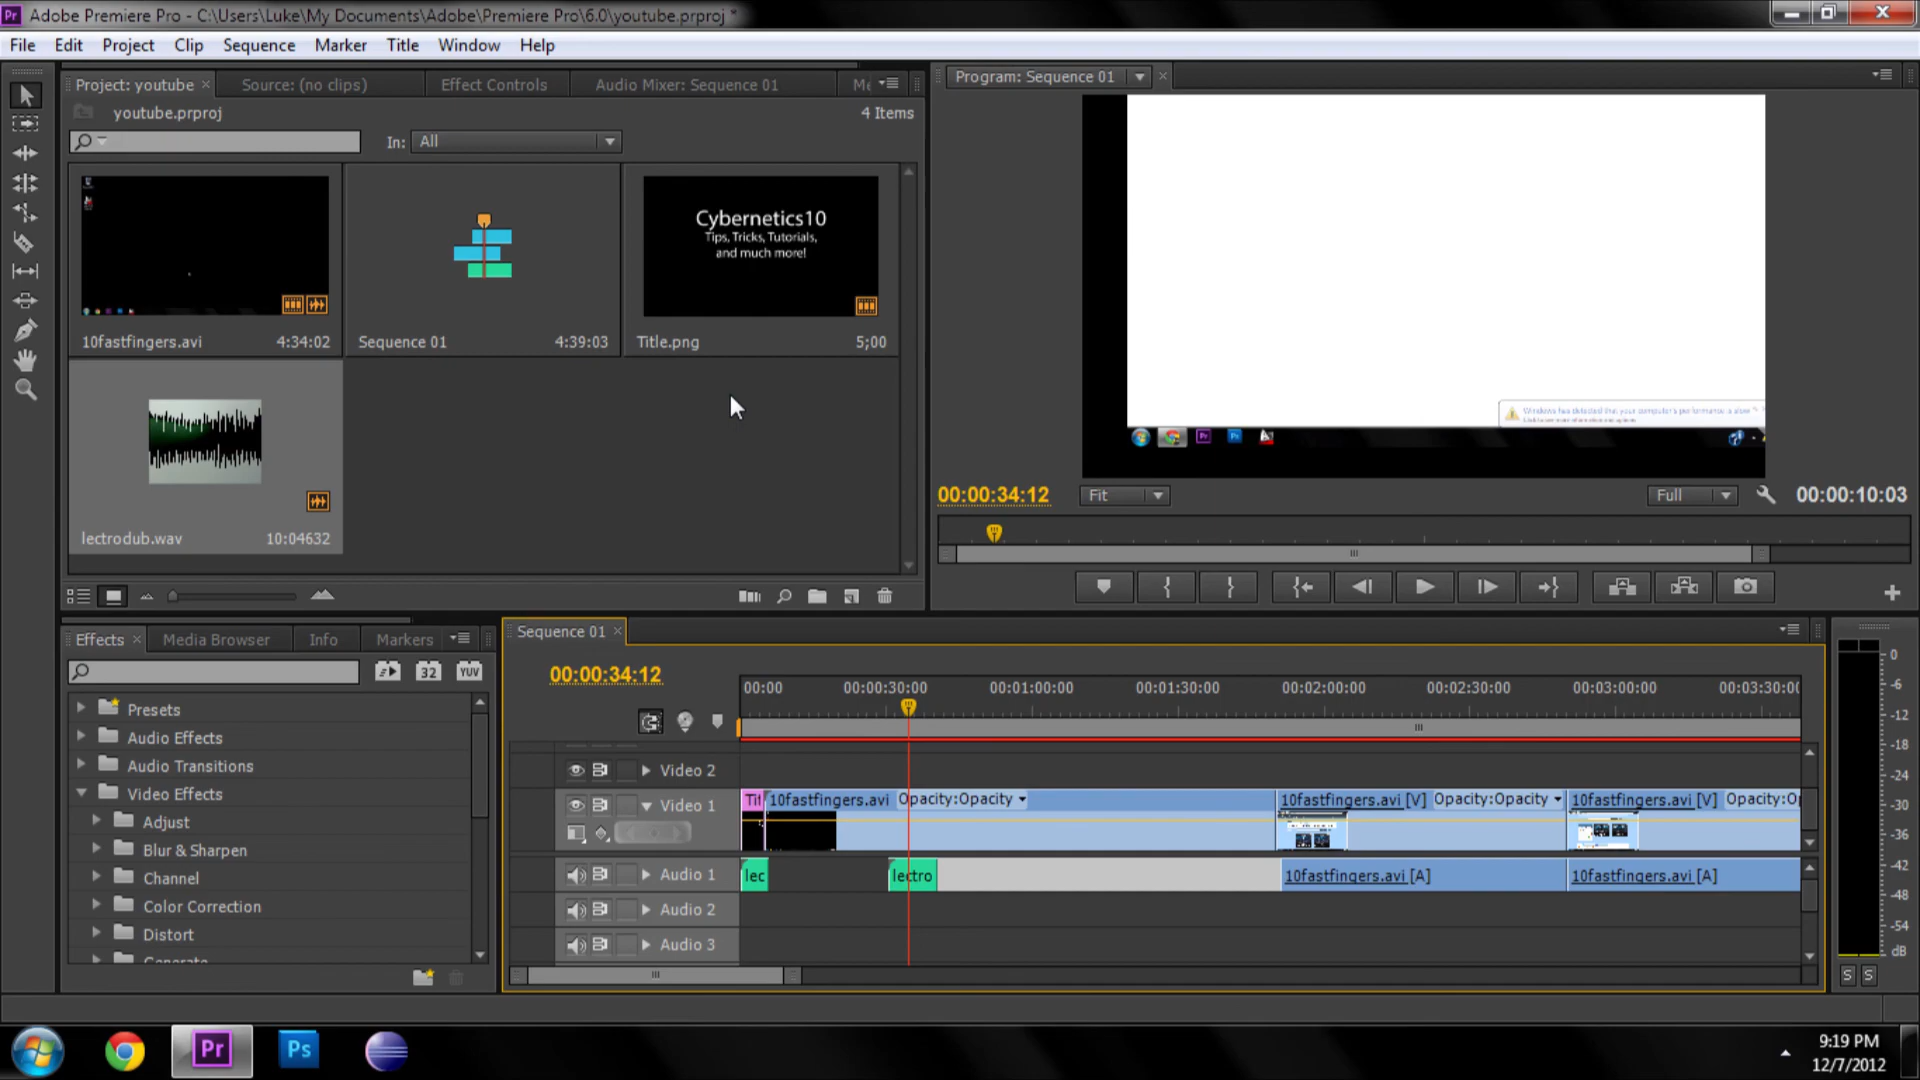 Adobe Premiere Pro - C:\Users\Luke\My Documents\Adobe\Premiere Pro\6.0\youtube.prproj *
File Edit Project Clip Sequence Marker Title Window Help
Project: youtube
Source: (no clips)
Effect Controls
Audio Mixer: Sequence 01
Program: Sequence 01
youtube.prproj
4 Items
In: All
Cybernetics10
Tips, Tricks, Tutorials,
and much more!
10fastfingers.avi 4:34:02
Sequence 01 4:39:03
Title.png 5;00
lectrodub.wav 10:04632
Windows has detected that your computer's performance is slow
00:00:34:12
Fit
Full
00:00:10:03
Effects
Media Browser
Info
Markers
32
YUV
Presets
Audio Effects
Audio Transitions
Video Effects
Adjust
Blur & Sharpen
Channel
Color Correction
Distort
Generate
Sequence 01
00:00:34:12
00:00 00:00:30:00 00:01:00:00 00:01:30:00 00:02:00:00 00:02:30:00 00:03:00:00 00:03:30:00
Video 2
Video 1
Tit
10fastfingers.avi Opacity:Opacity
10fastfingers.avi [V] Opacity:Opacity
10fastfingers.avi [V] Opacity:O
Audio 1
lec
lectro
10fastfingers.avi [A]
10fastfingers.avi [A]
Audio 2
Audio 3
0
-6
-12
-18
-24
-30
-36
-42
-48
-54
dB
S S
Pr
Ps
9:19 PM
12/7/2012